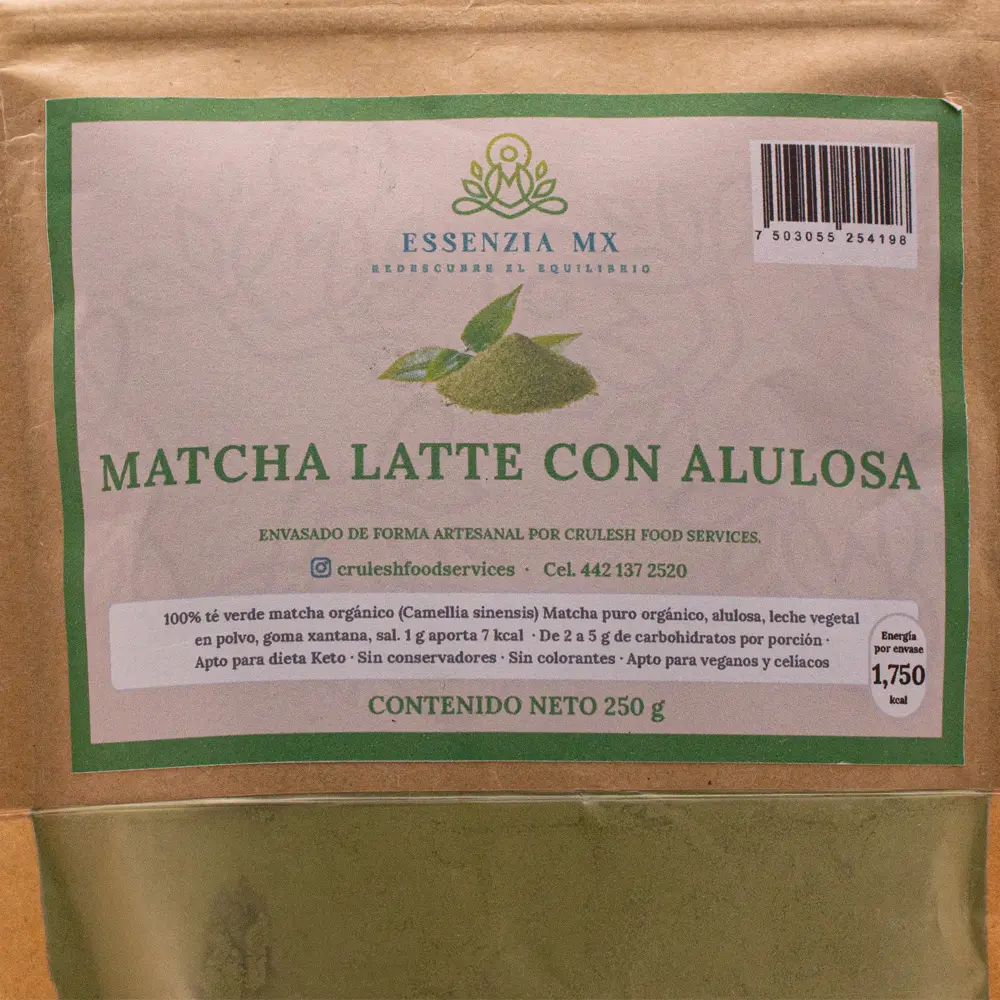 ESSENZIA MX
REDESCUBRE EL EQUILIBRIO
7 503055 254198
MATCHA LATTE CON ALULOSA
ENVASADO DE FORMA ARTESANAL POR CRULESH FOOD SERVICES.
cruleshfoodservices · Cel. 442 137 2520
100% té verde matcha orgánico (Camellia sinensis) Matcha puro orgánico, alulosa, leche vegetal
en polvo, goma xantana, sal. 1 g aporta 7 kcal · De 2 a 5 g de carbohidratos por porción ·
Apto para dieta Keto · Sin conservadores · Sin colorantes · Apto para veganos y celíacos
Energía
por envase
1,750
kcal
CONTENIDO NETO 250 g